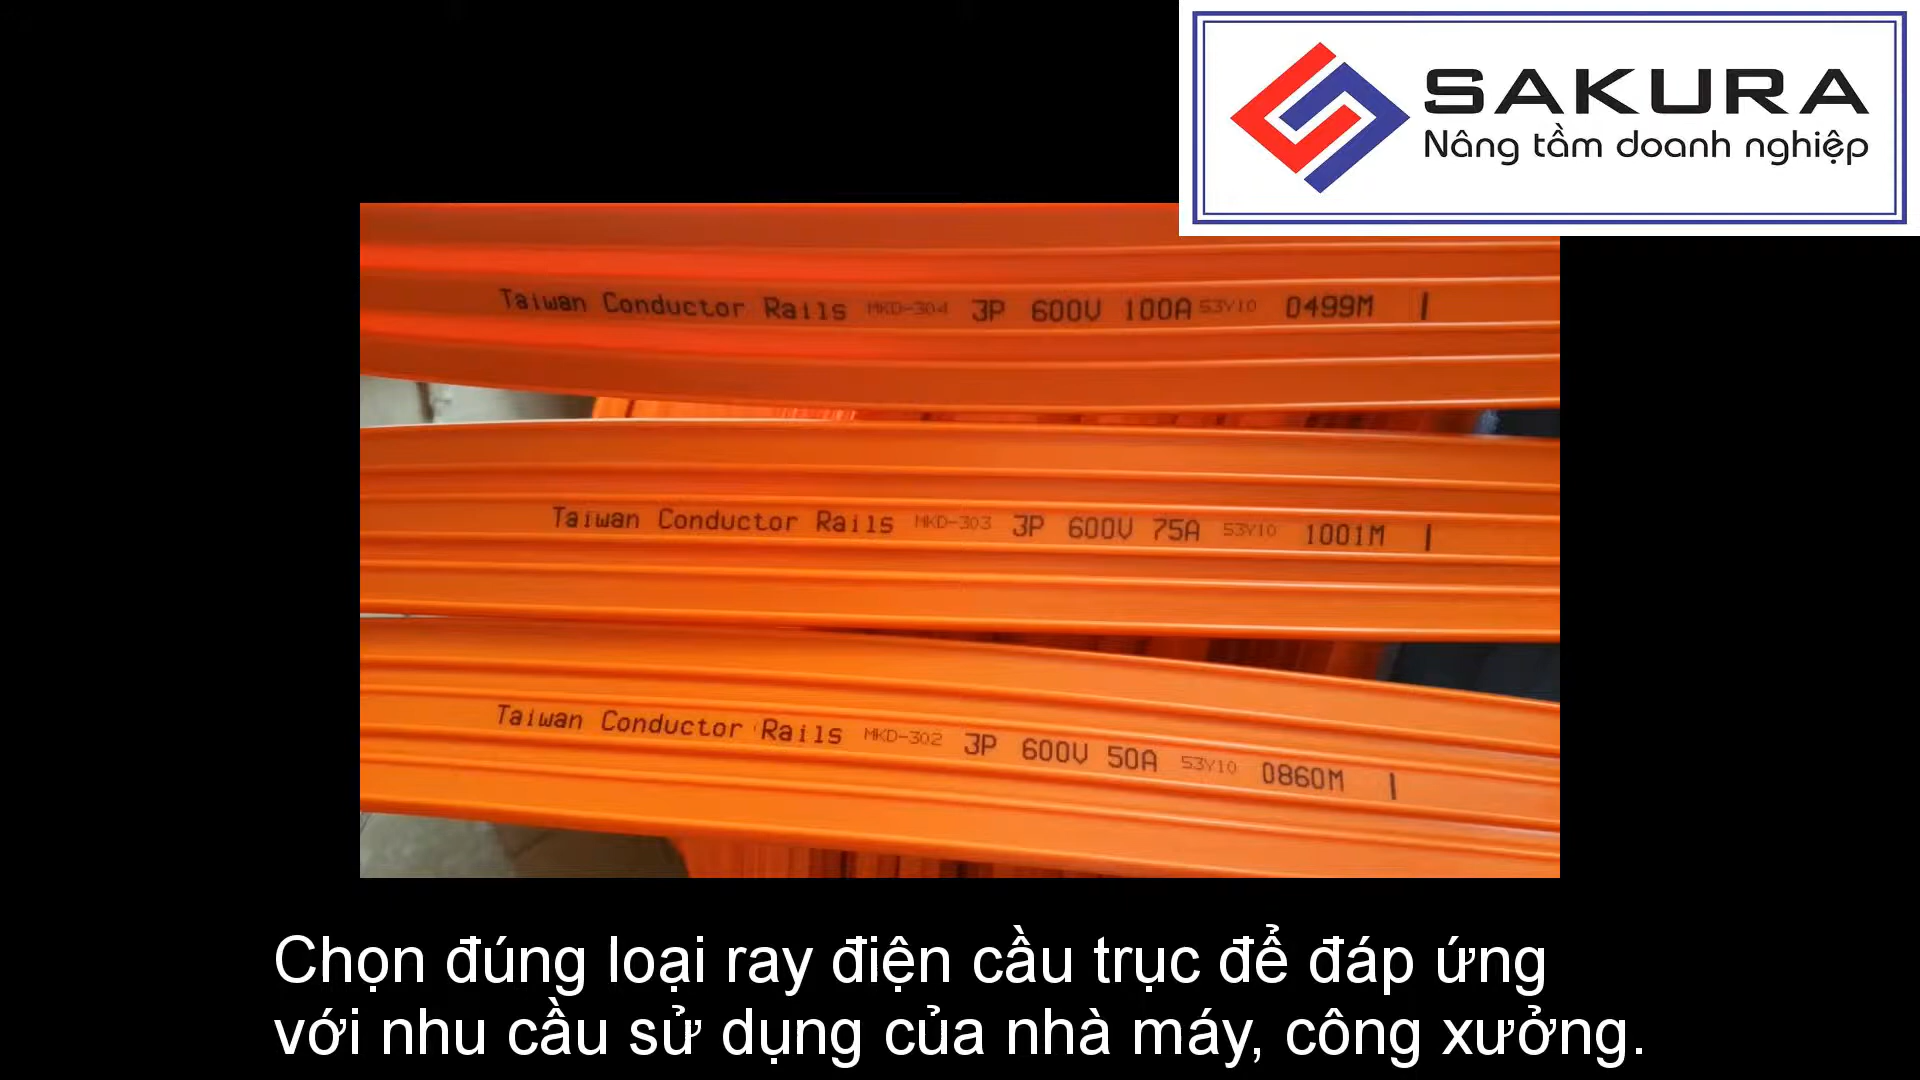 SAKURA
Nâng tầm doanh nghiệp
Taiwan Conductor Rails MKD-304 3P 600V 100A 53Y10 0499M
Taiwan Conductor Rails MKD-303 3P 600V 75A 53Y10 1001M
Taiwan Conductor Rails MKD-302 3P 600V 50A 53Y10 0860M
Chọn đúng loại ray điện cầu trục để đáp ứng
với nhu cầu sử dụng của nhà máy, công xưởng.